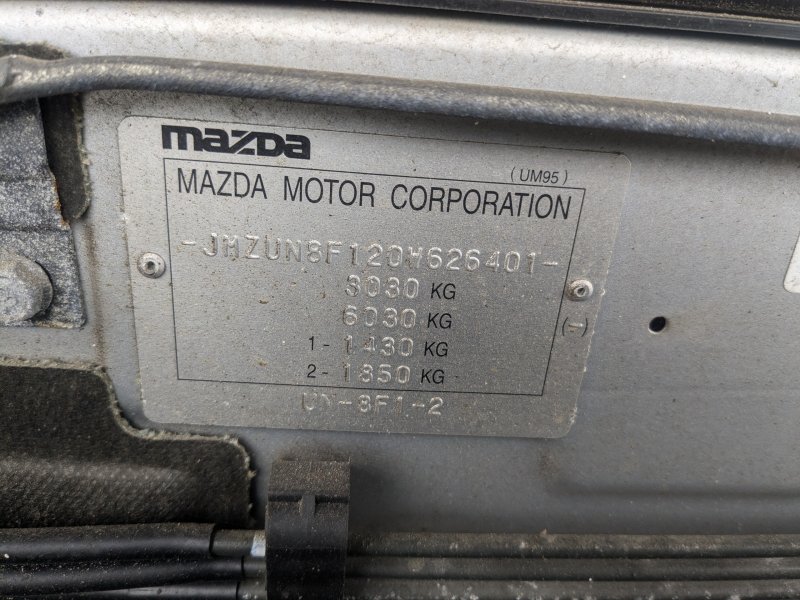 mazda
(UM95)
MAZDA MOTOR CORPORATION
-JMZUN8F120W626401-
3030 KG
6030 KG
1- 1430 KG
2- 1850 KG
(I)
UN-8F1-2